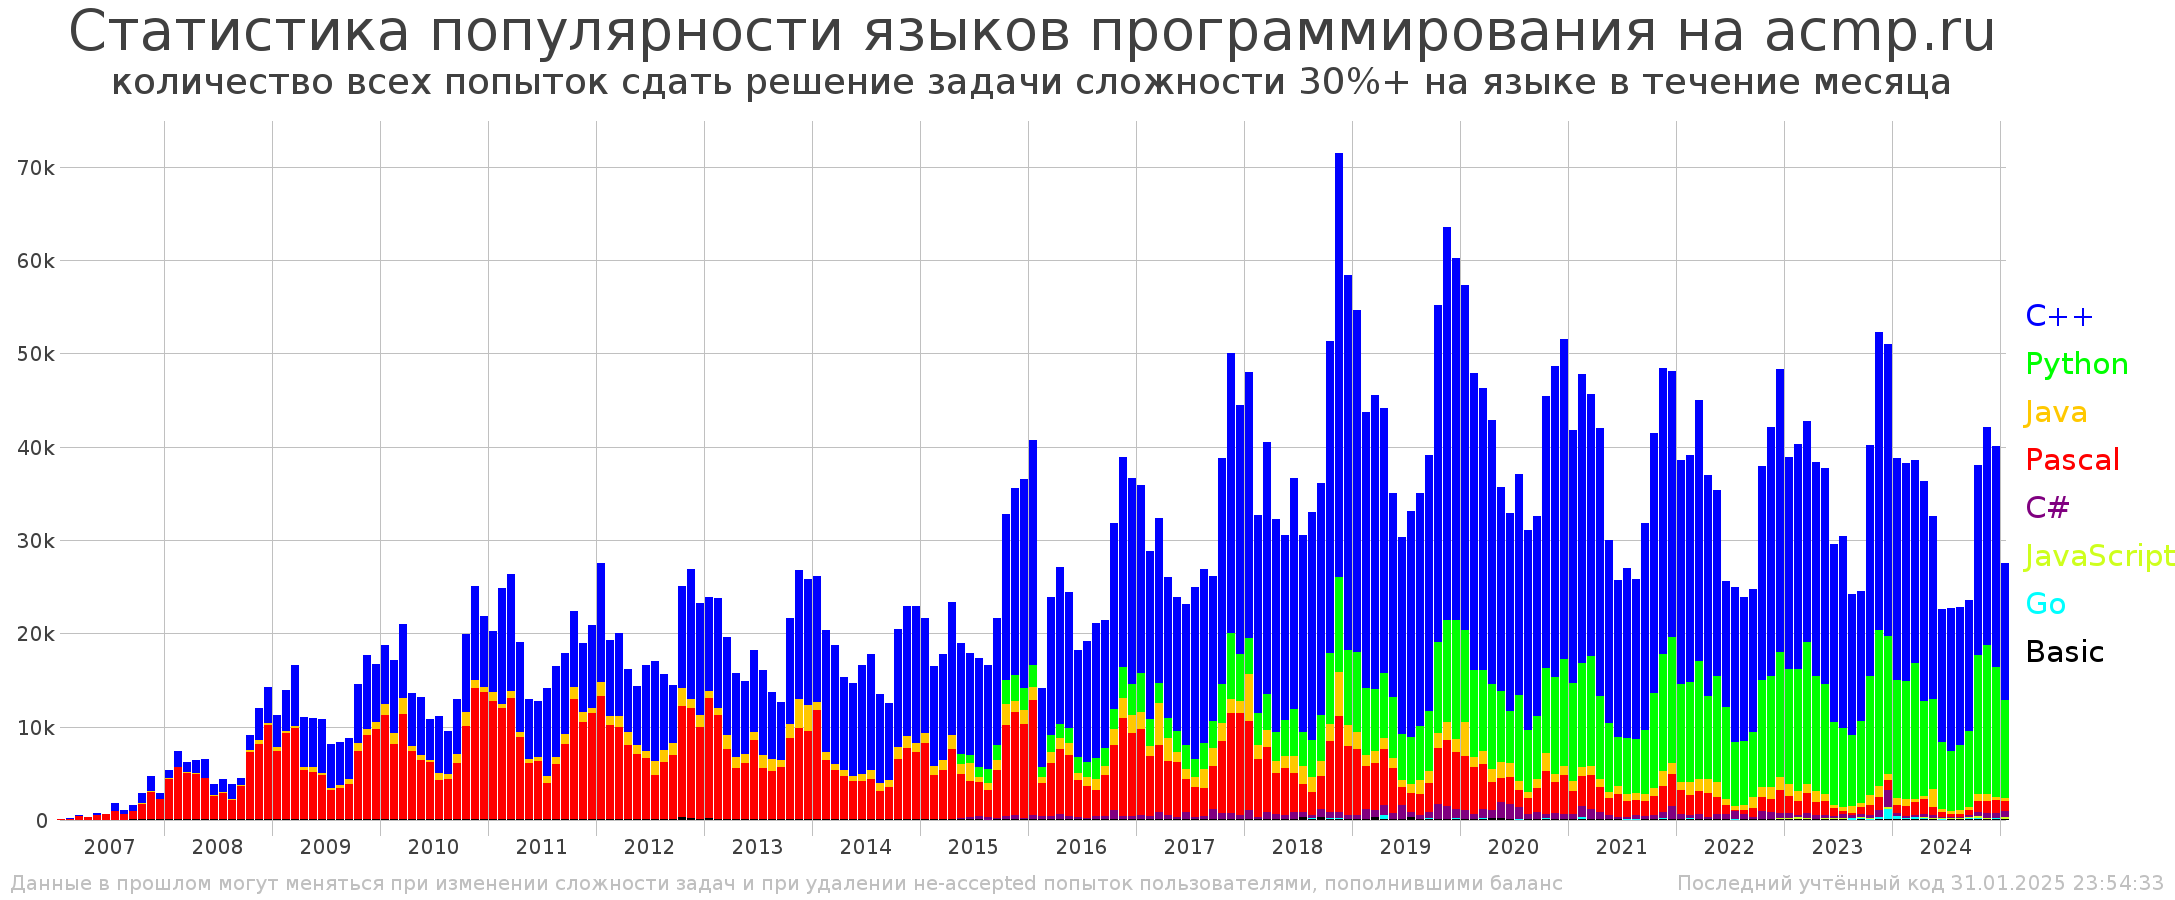 Статистика популярности языков программирования на acmp.ru
количество всех попыток сдать решение задачи сложности 30%+ на языке в течение месяца
70k
60k
50k
40k
30k
20k
10k
0
C++
Python
Java
Pascal
C#
JavaScript
Go
Basic
2007 2008 2009 2010 2011 2012 2013 2014 2015 2016 2017 2018 2019 2020 2021 2022 2023 2024
Данные в прошлом могут меняться при изменении сложности задач и при удалении не-accepted попыток пользователями, пополнившими баланс
Последний учтённый код 31.01.2025 23:54:33